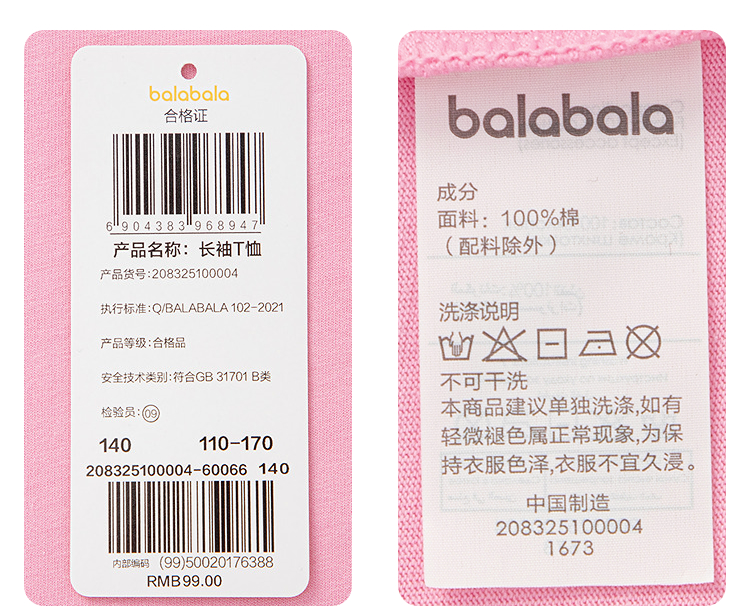 balabala
合格证
6 904383 968947
产品名称：长袖T恤
产品货号:208325100004
执行标准:Q/BALABALA 102-2021
产品等级:合格品
安全技术类别:符合GB 31701 B类
检验员:09
140 110-170
208325100004-60066 140
内部编码 (99)50020176388
RMB99.00
balabala
成分
面料：100%棉
（配料除外）
洗涤说明
不可干洗
本商品建议单独洗涤,如有
轻微褪色属正常现象,为保
持衣服色泽,衣服不宜久浸。
中国制造
208325100004
1673